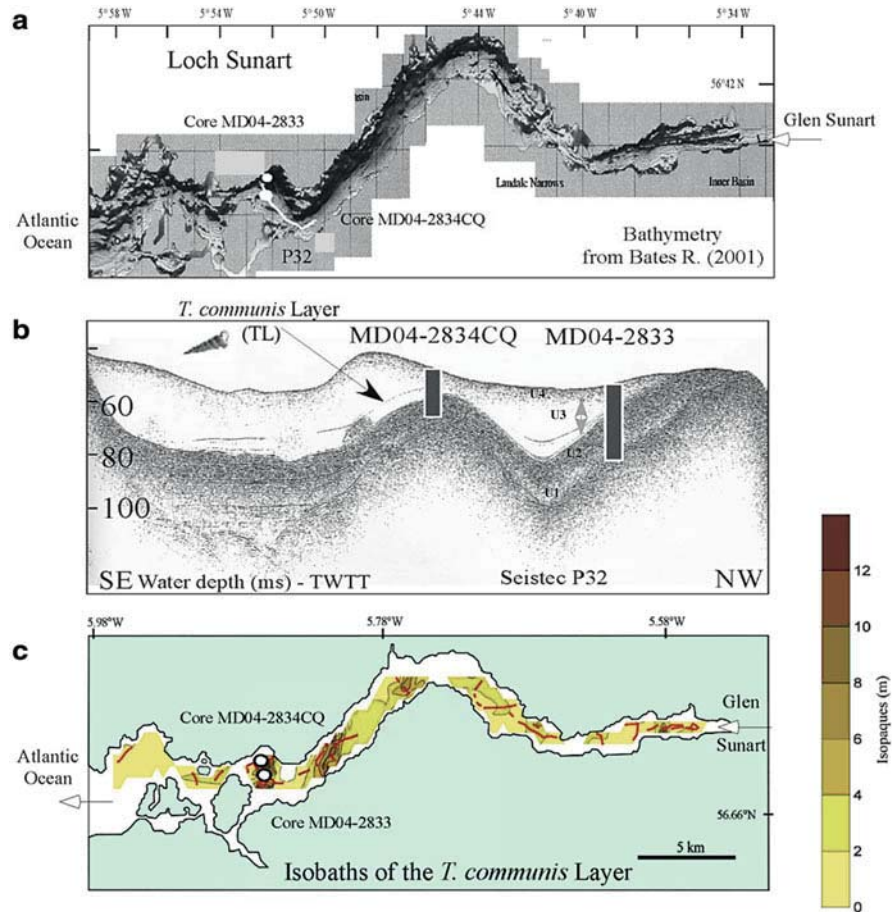 a
5°58'W
5°54'W
5°50'W
5°44'W
5°40'W
5°34'W
Loch Sunart
56°42 N
Core MD04-2833
Glen Sunart
Landale Narrows
Inner Basin
Atlantic
Ocean
Core MD04-2834CQ
P32
Bathymetry
from Bates R. (2001)
b
T. communis Layer
(TL)
MD04-2834CQ
MD04-2833
60
80
100
U4
U3
U2
U1
SE
Water depth (ms) - TWTT
Seistec P32
NW
c
5.98°W
5.78°W
5.58°W
Core MD04-2834CQ
Glen
Sunart
Atlantic
Ocean
56.66°N
Core MD04-2833
5 km
Isobaths of the T. communis Layer
12
10
8
6
4
2
0
Isopaques (m)